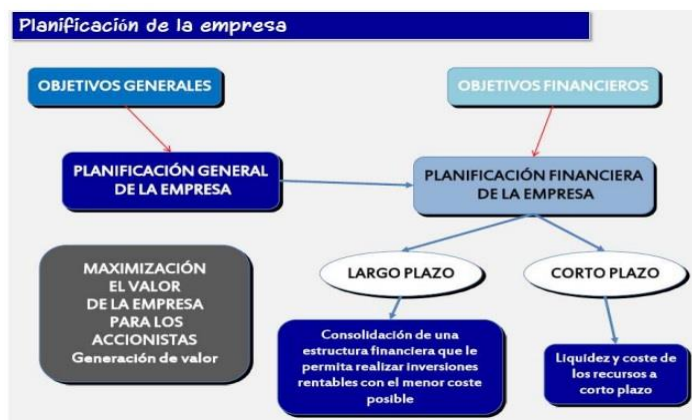 Planificación de la empresa
OBJETIVOS GENERALES
OBJETIVOS FINANCIEROS
PLANIFICACIÓN GENERAL
DE LA EMPRESA
PLANIFICACIÓN FINANCIERA
DE LA EMPRESA
MAXIMIZACIÓN
EL VALOR
DE LA EMPRESA
PARA LOS
ACCIONISTAS
Generación de valor
LARGO PLAZO
CORTO PLAZO
Consolidación de una
estructura financiera que le
permita realizar inversiones
rentables con el menor coste
posible
Liquidez y coste de
los recursos a
corto plazo